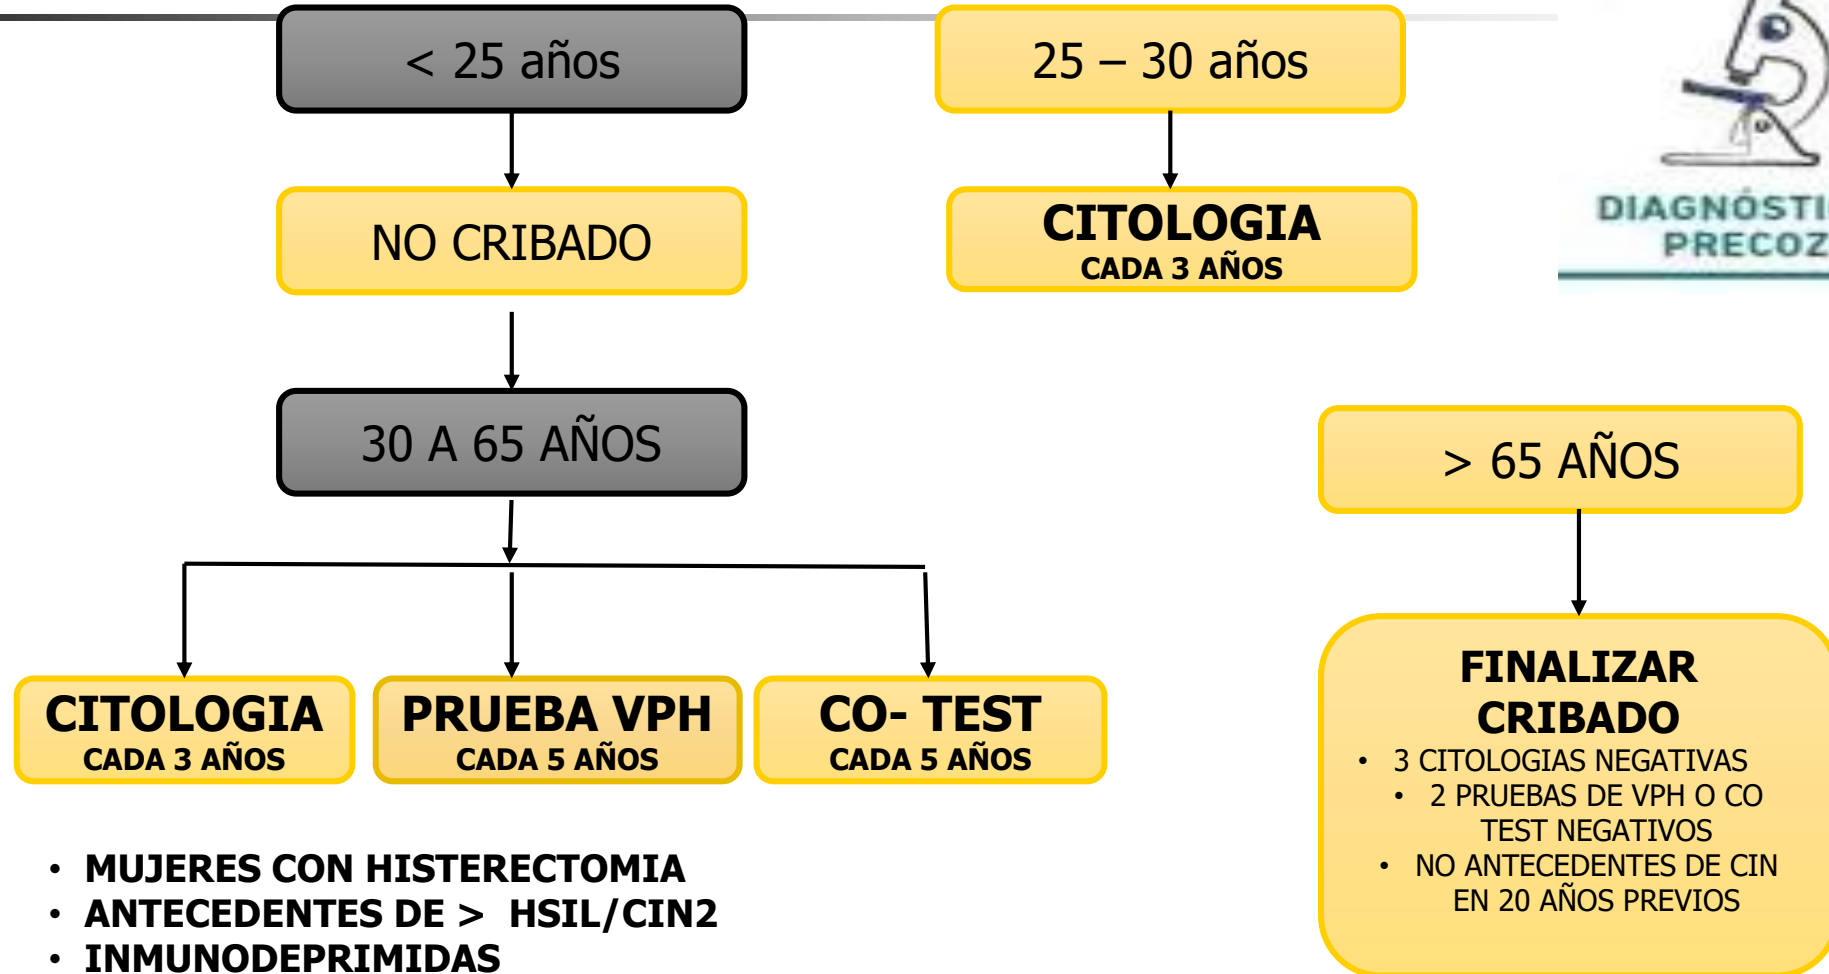 < 25 años
25 – 30 años
NO CRIBADO
CITOLOGIA
CADA 3 AÑOS
PRECOZ
30 A 65 AÑOS
> 65 AÑOS
CITOLOGIA
CADA 3 AÑOS
PRUEBA VPH
CADA 5 AÑOS
CO- TEST
CADA 5 AÑOS
FINALIZAR
CRIBADO
• 3 CITOLOGIAS NEGATIVAS
• 2 PRUEBAS DE VPH O CO
TEST NEGATIVOS
• NO ANTECEDENTES DE CIN
EN 20 AÑOS PREVIOS
• MUJERES CON HISTERECTOMIA
• ANTECEDENTES DE > HSIL/CIN2
• INMUNODEPRIMIDAS